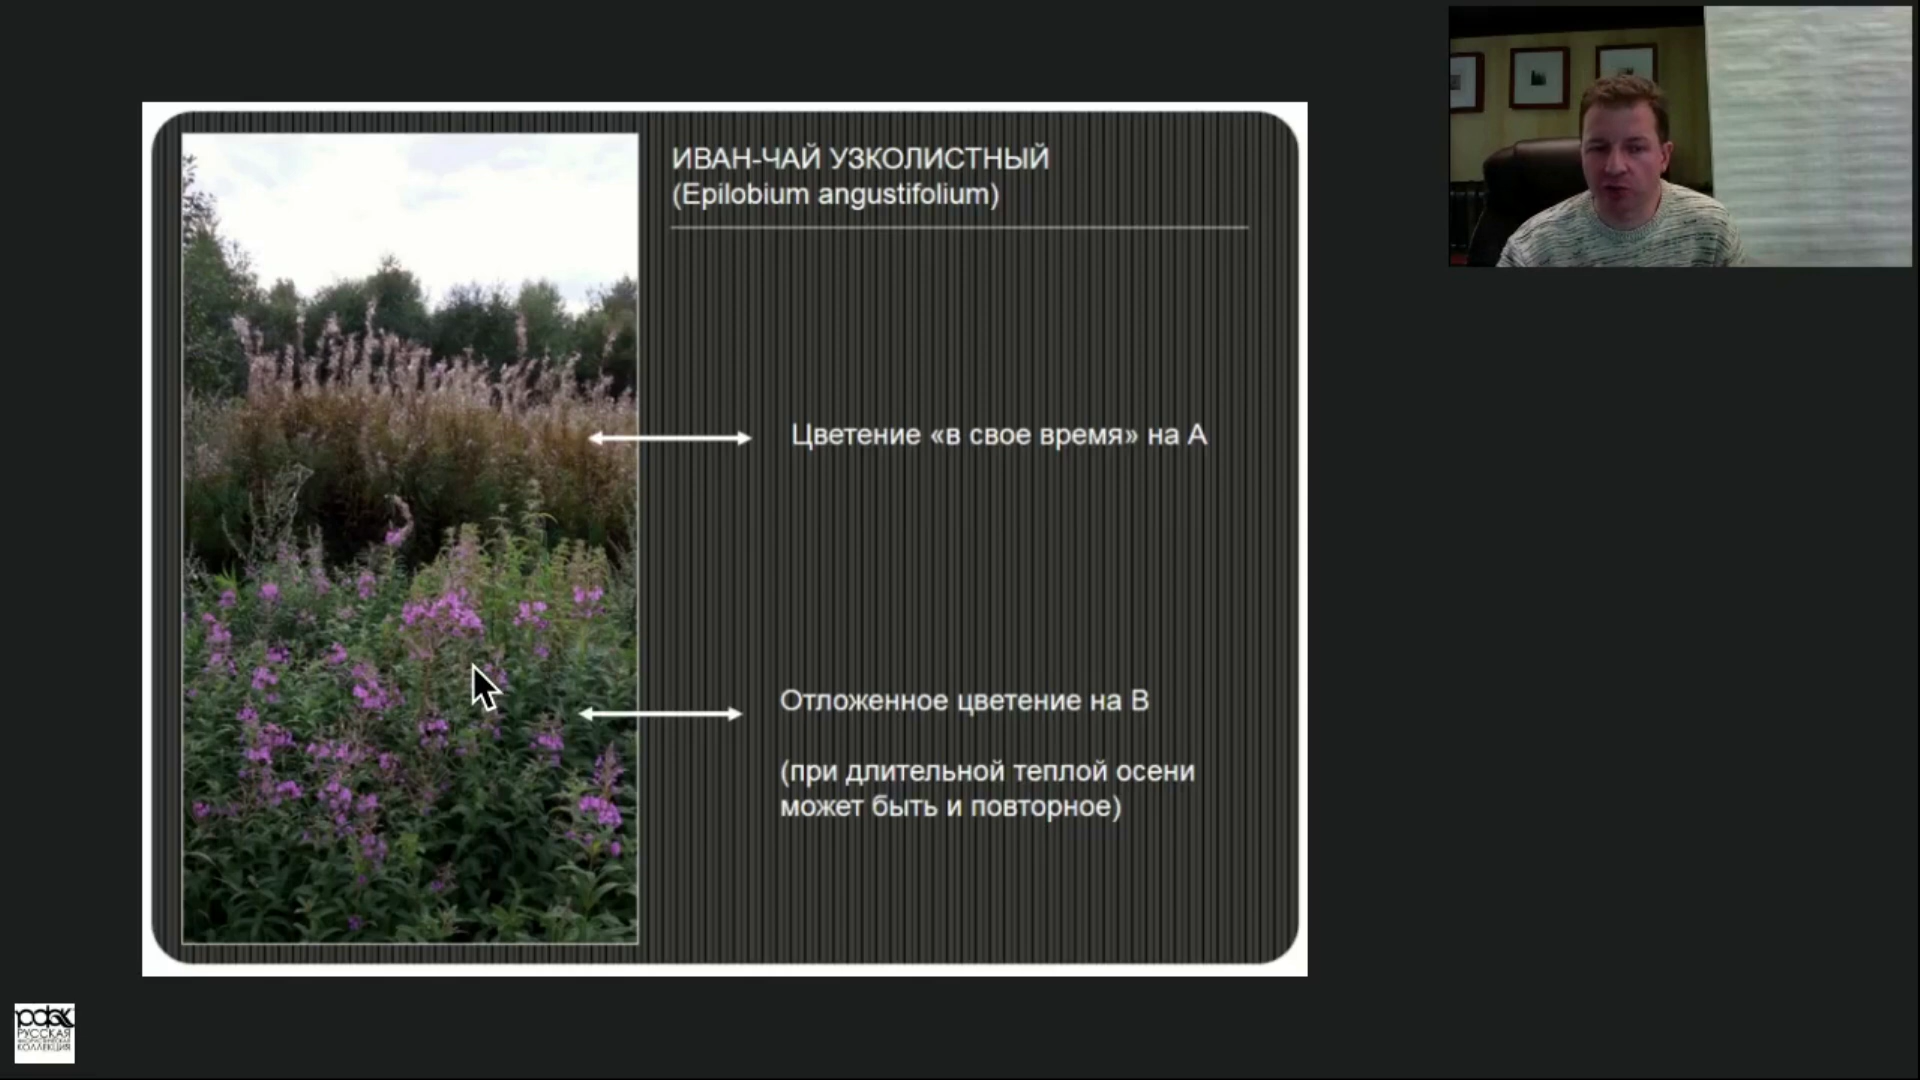 ИВАН-ЧАЙ УЗКОЛИСТНЫЙ
(Epilobium angustifolium)
Цветение «в свое время» на А
Отложенное цветение на В
(при длительной теплой осени
может быть и повторное)
РУССКАЯ
КОЛЛЕКЦИЯ